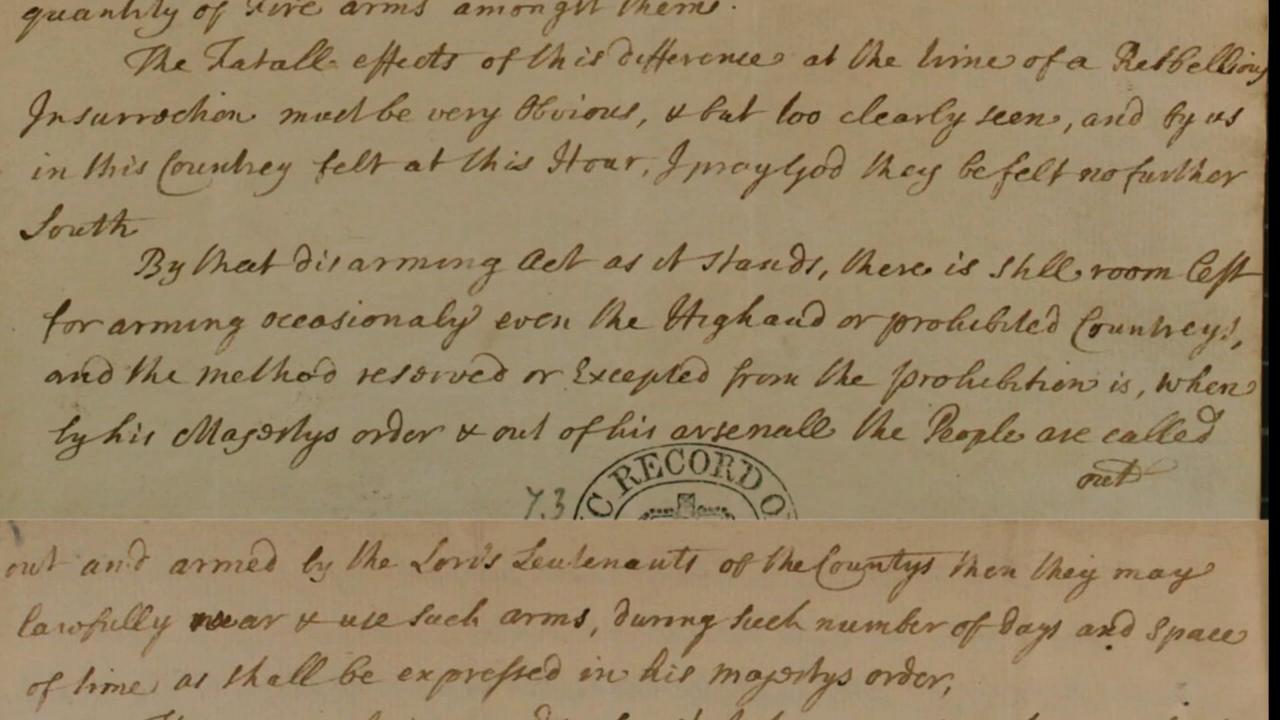 quantity of Fire arms amongst them.
The Fatall effects of this difference at the time of a Rebbellious
Insurrection must be very Obvious, & but too clearly seen, and by us
in this Countrey felt at this Hour, I pray God they be felt no further
South
By that disarming Act as it stands, there is still room left
for arming occasionaly even the Highand or prohibited Countreys,
and the method reserved or Excepted from the prohibition is, when
by his Majestys order & out of his arsenall the People are called
out
7.3
C RECORD O
out and armed by the Lords Leutenants of the Countys then they may
lawfully wear & use such arms, during such number of days and space
of time as shall be expressed in his majestys order,